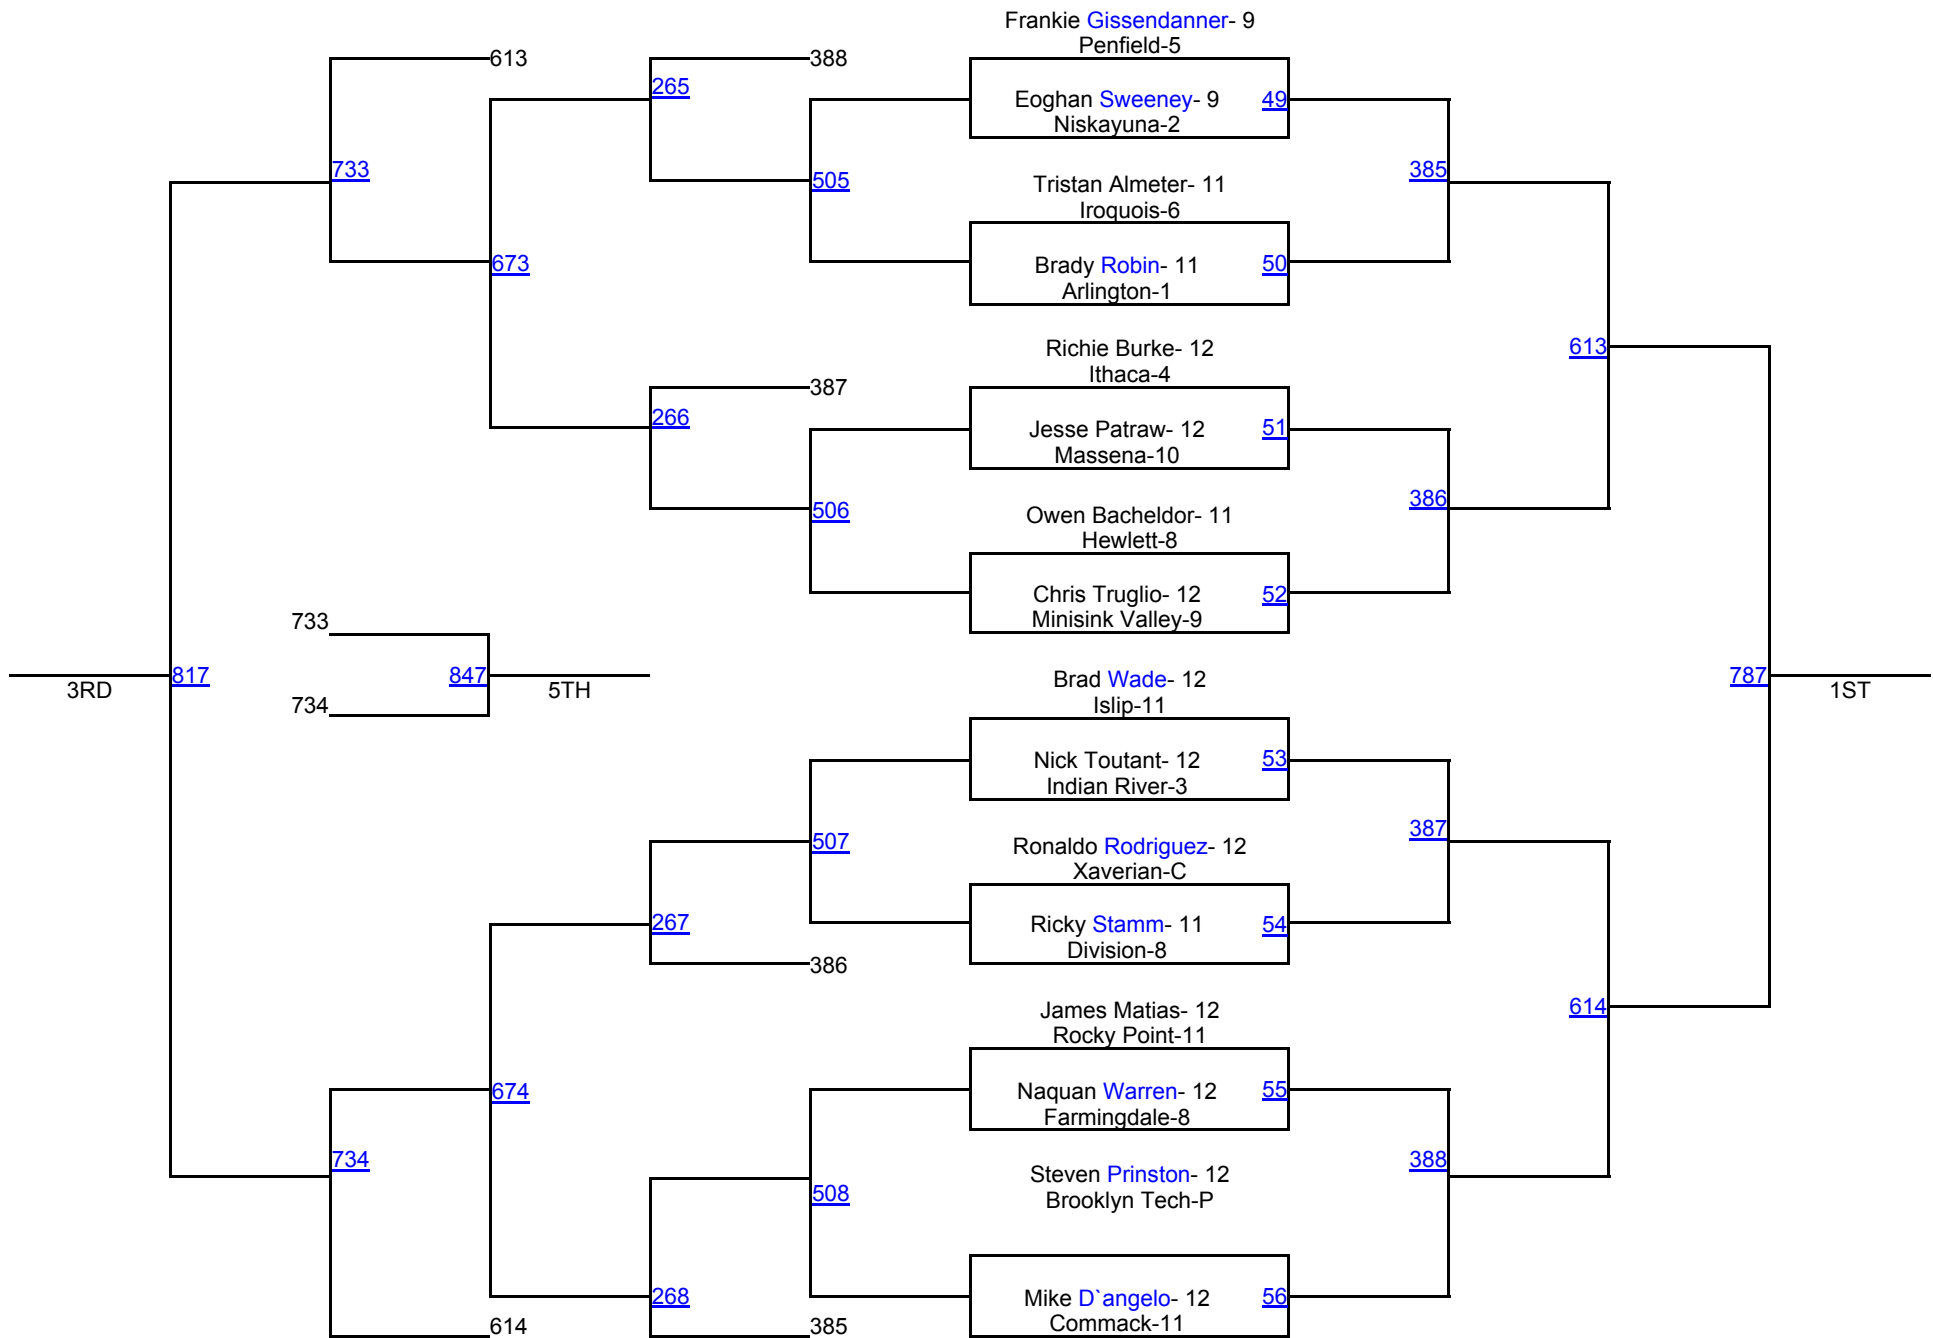 Frankie Gissendanner- 9
Penfield-5
613
388
265
Eoghan Sweeney- 9
49
Niskayuna-2
733
505
385
Tristan Almeter- 11
Iroquois-6
673
Brady Robin- 11
50
Arlington-1
Richie Burke- 12
613
Ithaca-4
387
266
Jesse Patraw- 12
51
Massena-10
506
386
Owen Bacheldor- 11
Hewlett-8
Chris Truglio- 12
52
Minisink Valley-9
733
817
847
Brad Wade- 12
787
3RD
5TH
1ST
734
Islip-11
Nick Toutant- 12
53
Indian River-3
507
387
Ronaldo Rodriguez- 12
Xaverian-C
267
Ricky Stamm- 11
54
Division-8
386
James Matias- 12
614
Rocky Point-11
674
Naquan Warren- 12
55
Farmingdale-8
734
388
Steven Prinston- 12
508
Brooklyn Tech-P
268
Mike D`angelo- 12
56
Commack-11
614
385